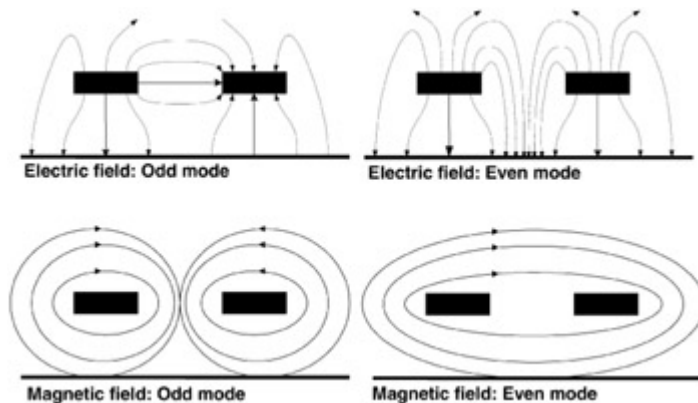 Electric field: Odd mode
Electric field: Even mode
Magnetic field: Odd mode
Magnetic field: Even mode